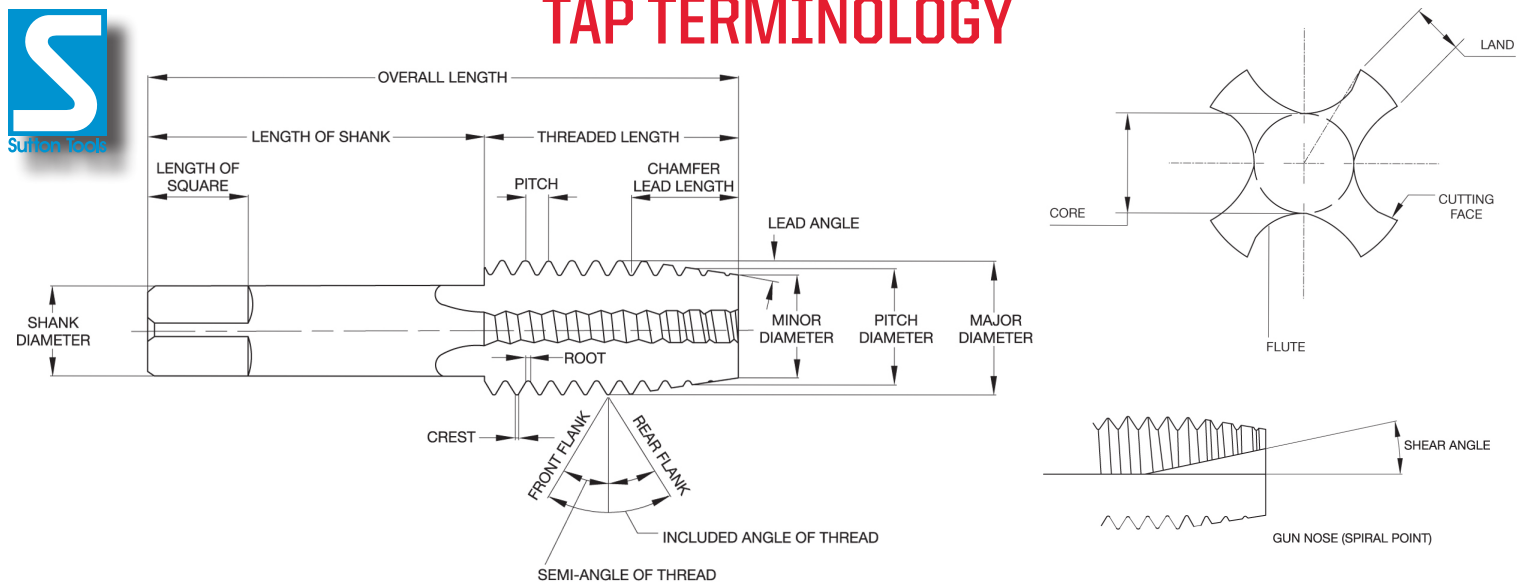 TAP TERMINOLOGY
Sutton Tools
OVERALL LENGTH
LENGTH OF SHANK
THREADED LENGTH
LENGTH OF
SQUARE
PITCH
CHAMFER
LEAD LENGTH
LEAD ANGLE
SHANK
DIAMETER
MINOR
DIAMETER
PITCH
DIAMETER
MAJOR
DIAMETER
ROOT
CREST
FRONT FLANK
REAR FLANK
INCLUDED ANGLE OF THREAD
SEMI-ANGLE OF THREAD
LAND
CORE
CUTTING
FACE
FLUTE
SHEAR ANGLE
GUN NOSE (SPIRAL POINT)